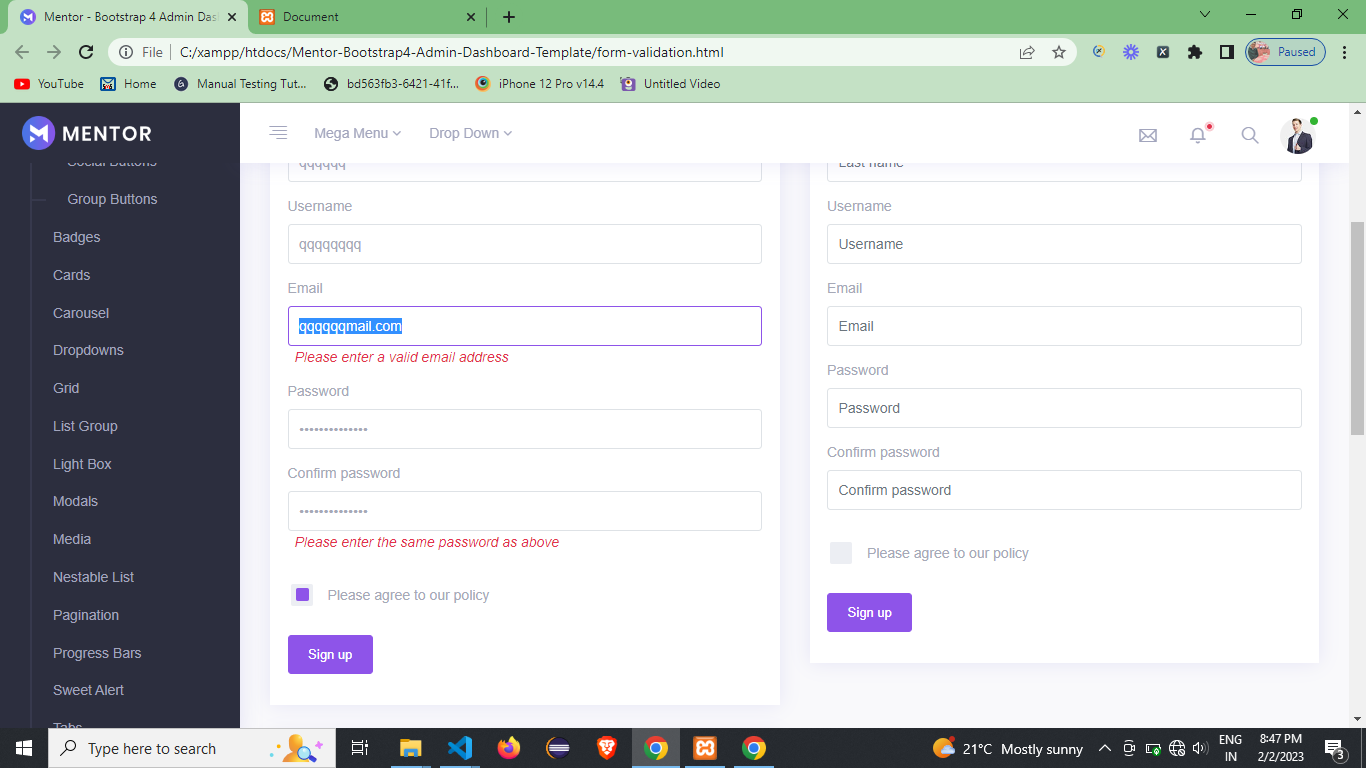 Mentor - Bootstrap 4 Admin Das
Document
File
C:/xampp/htdocs/Mentor-Bootstrap4-Admin-Dashboard-Template/form-validation.html
Paused
YouTube
Home
Manual Testing Tut...
bd563fb3-6421-41f...
iPhone 12 Pro v14.4
Untitled Video
MENTOR
Mega Menu
Drop Down
Social Buttons
Group Buttons
Badges
Cards
Carousel
Dropdowns
Grid
List Group
Light Box
Modals
Media
Nestable List
Pagination
Progress Bars
Sweet Alert
Tabs
qqqqqq
Username
qqqqqqqq
Email
qqqqqqmail.com
Please enter a valid email address
Password
••••••••••••••
Confirm password
••••••••••••••
Please enter the same password as above
Please agree to our policy
Sign up
Last name
Username
Username
Email
Email
Password
Password
Confirm password
Confirm password
Please agree to our policy
Sign up
Type here to search
21°C Mostly sunny
ENG
IN
8:47 PM
2/2/2023
3